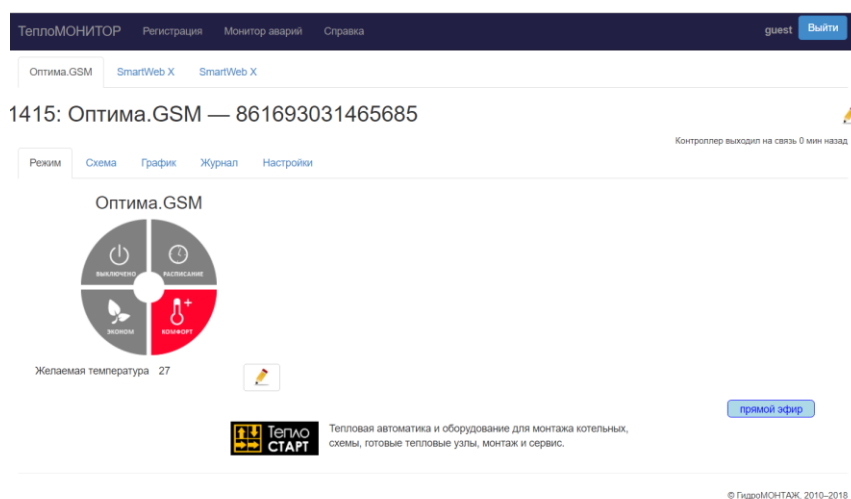 ТеплоМОНИТОР Регистрация Монитор аварий Справка guest Выйти
Оптима.GSM SmartWeb X SmartWeb X
1415: Оптима.GSM — 861693031465685
Контроллер выходил на связь 0 мин назад
Режим Схема График Журнал Настройки
Оптима.GSM
ВЫКЛЮЧЕНО РАСПИСАНИЕ
ЭКОНОМ КОМФОРТ
Желаемая температура 27
прямой эфир
Тепло СТАРТ
Тепловая автоматика и оборудование для монтажа котельных,
схемы, готовые тепловые узлы, монтаж и сервис.
© ГидроМОНТАЖ, 2010–2018